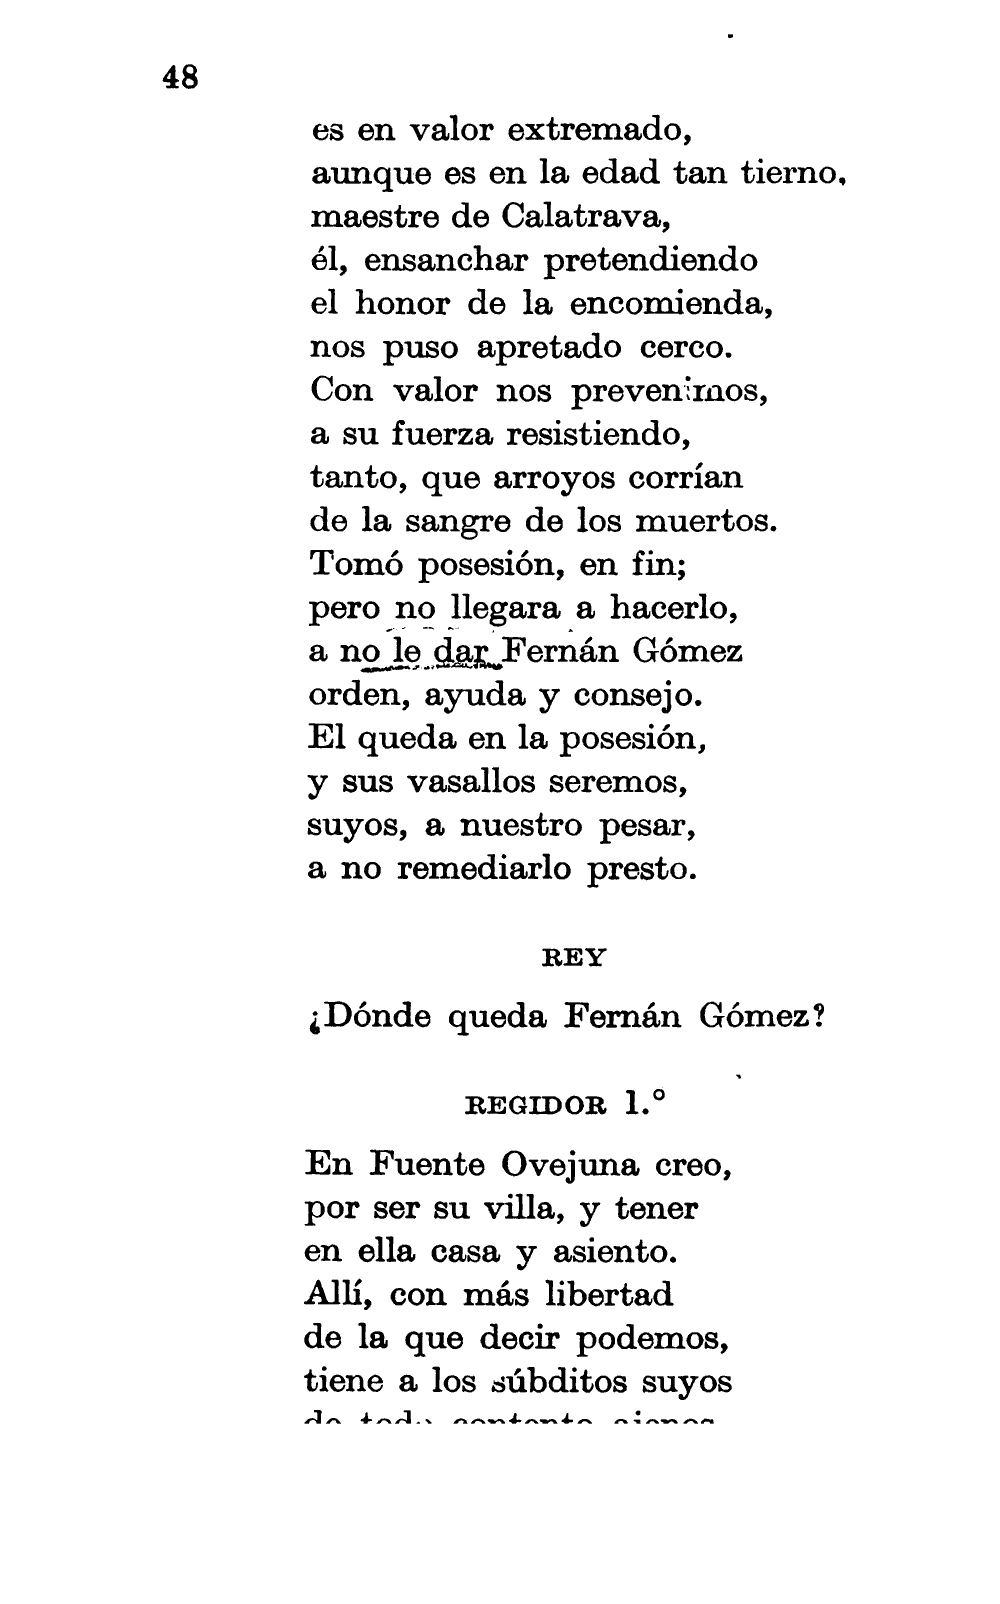 48
es en valor extremado,
aunque es en la edad tan tierno,
maestre de Calatrava,
él, ensanchar pretendiendo
el honor de la encomienda,
nos puso apretado cerco.
Con valor nos prevenimos,
a su fuerza resistiendo,
tanto, que arroyos corrían
de la sangre de los muertos.
Tomó posesión, en fin;
pero no llegara a hacerlo,
a no le dar Fernán Gómez
orden, ayuda y consejo.
El queda en la posesión,
y sus vasallos seremos,
suyos, a nuestro pesar,
a no remediarlo presto.
REY
¿Dónde queda Fernán Gómez?
REGIDOR 1.°
En Fuente Ovejuna creo,
por ser su villa, y tener
en ella casa y asiento.
Allí, con más libertad
de la que decir podemos,
tiene a los súbditos suyos
de todo contento ajenos